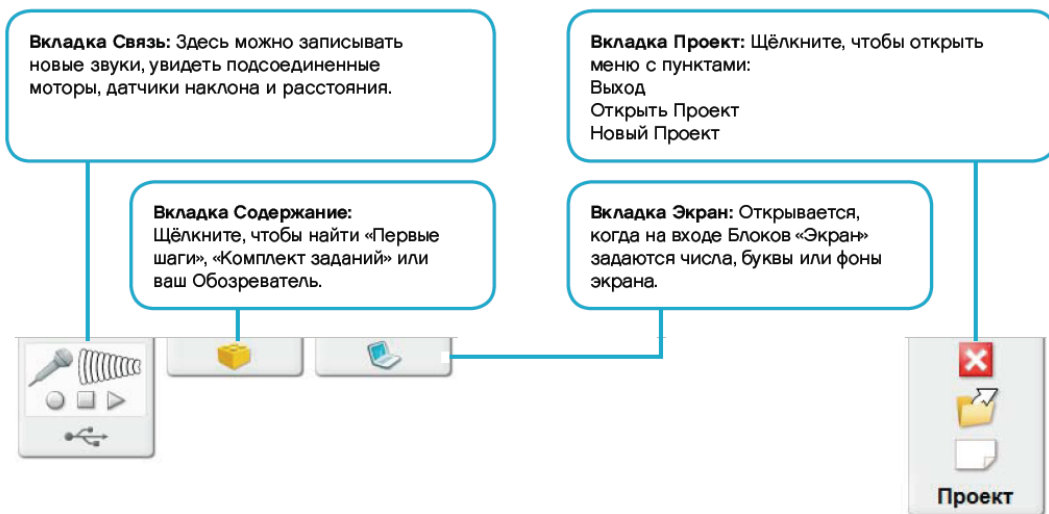 Вкладка Связь: Здесь можно записывать
новые звуки, увидеть подсоединенные
моторы, датчики наклона и расстояния.
Вкладка Проект: Щёлкните, чтобы открыть
меню с пунктами:
Выход
Открыть Проект
Новый Проект
Вкладка Содержание:
Щёлкните, чтобы найти «Первые
шаги», «Комплект заданий» или
ваш Обозреватель.
Вкладка Экран: Открывается,
когда на входе Блоков «Экран»
задаются числа, буквы или фоны
экрана.
Проект